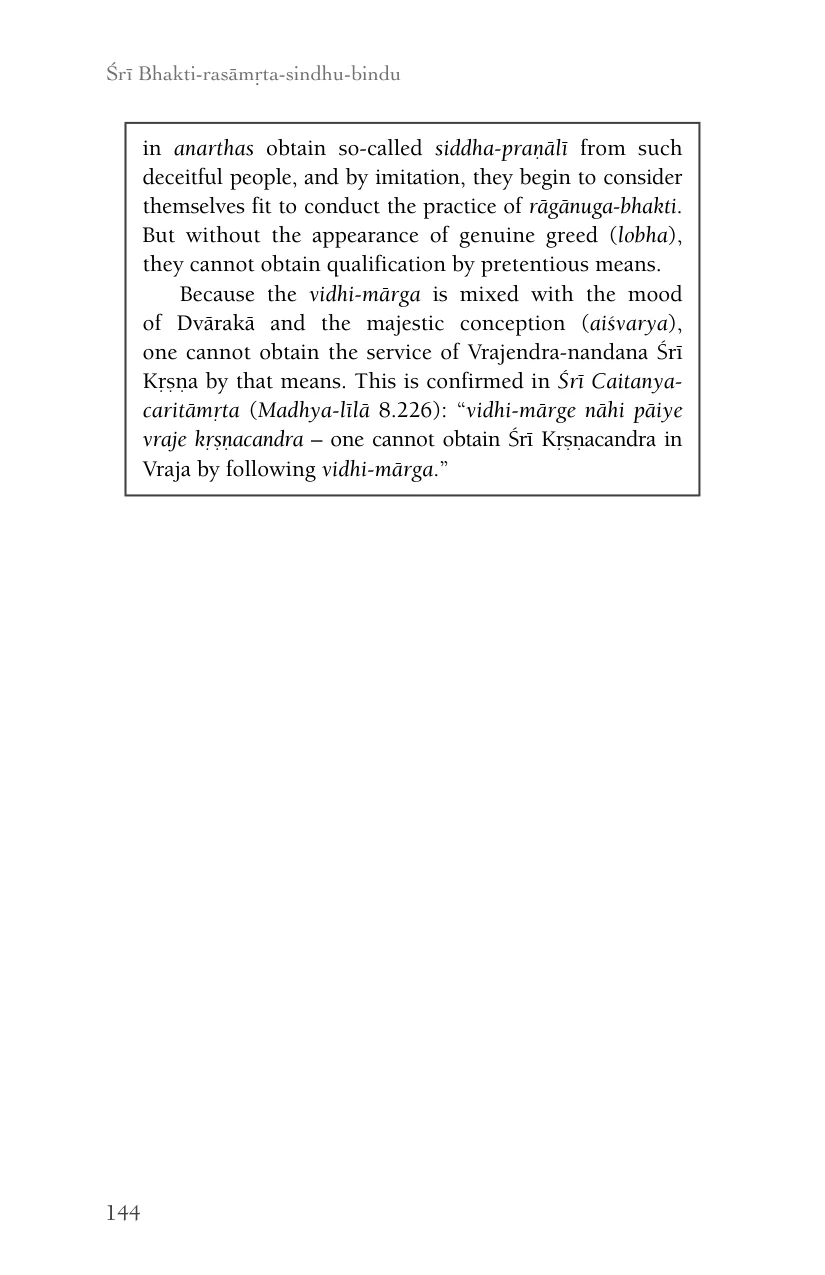 Śrī Bhakti-rasāmṛta-sindhu-bindu
in anarthas obtain so-called siddha-praṇālī from such
deceitful people, and by imitation, they begin to consider
themselves fit to conduct the practice of rāgānuga-bhakti.
But without the appearance of genuine greed (lobha),
they cannot obtain qualification by pretentious means.
Because the vidhi-mārga is mixed with the mood
of Dvārakā and the majestic conception (aiśvarya),
one cannot obtain the service of Vrajendra-nandana Śrī
Kṛṣṇa by that means. This is confirmed in Śrī Caitanya-
caritāmṛta (Madhya-līlā 8.226): “vidhi-mārge nāhi pāiye
vraje kṛṣṇacandra – one cannot obtain Śrī Kṛṣṇacandra in
Vraja by following vidhi-mārga.”
144